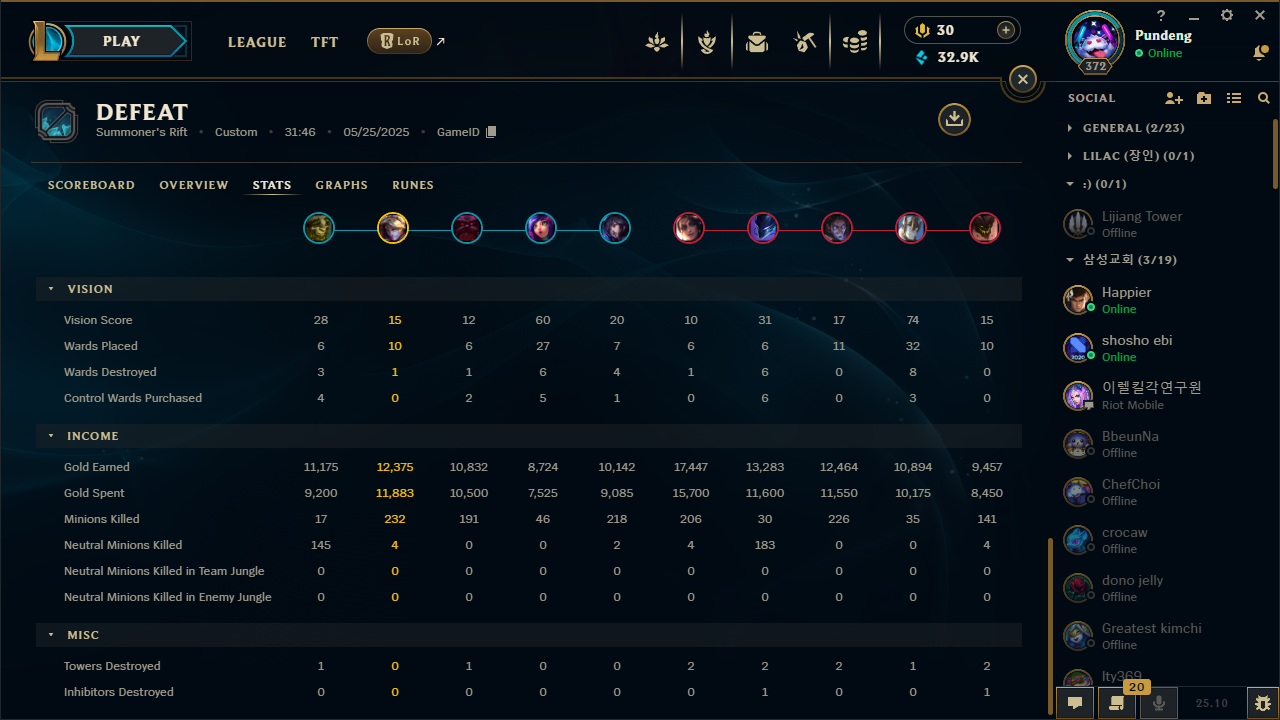 PLAY
LEAGUE
TFT
LoR
30
32.9K
Pundeng
Online
372
DEFEAT
Summoner's Rift • Custom • 31:46 • 05/25/2025 • GameID
SCOREBOARD OVERVIEW STATS GRAPHS RUNES
VISION
Vision Score 28 15 12 60 20 10 31 17 74 15
Wards Placed 6 10 6 27 7 6 6 11 32 10
Wards Destroyed 3 1 1 6 4 1 6 0 8 0
Control Wards Purchased 4 0 2 5 1 0 6 0 3 0
INCOME
Gold Earned 11,175 12,375 10,832 8,724 10,142 17,447 13,283 12,464 10,894 9,457
Gold Spent 9,200 11,883 10,500 7,525 9,085 15,700 11,600 11,550 10,175 8,450
Minions Killed 17 232 191 46 218 206 30 226 35 141
Neutral Minions Killed 145 4 0 0 2 4 183 0 0 4
Neutral Minions Killed in Team Jungle 0 0 0 0 0 0 0 0 0 0
Neutral Minions Killed in Enemy Jungle 0 0 0 0 0 0 0 0 0 0
MISC
Towers Destroyed 1 0 1 0 0 2 2 2 1 2
Inhibitors Destroyed 0 0 0 0 0 0 1 0 0 1
SOCIAL
GENERAL (2/23)
LILAC (장인) (0/1)
:) (0/1)
Lijiang Tower
Offline
삼성교회 (3/19)
Happier
Online
shosho ebi
Online
2020
이렐킬각연구원
Riot Mobile
BbeunNa
Offline
ChefChoi
Offline
crocaw
Offline
dono jelly
Offline
Greatest kimchi
Offline
lty369
20
25.10